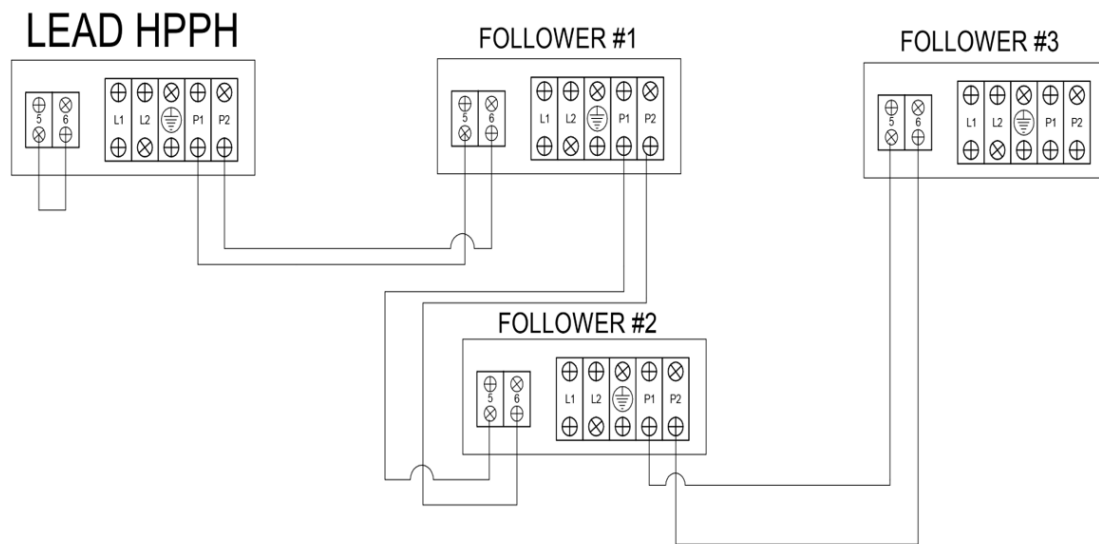 LEAD HPPH
5 6 L1 L2 P1 P2
FOLLOWER #1
5 6 L1 L2 P1 P2
FOLLOWER #3
5 6 L1 L2 P1 P2
FOLLOWER #2
5 6 L1 L2 P1 P2